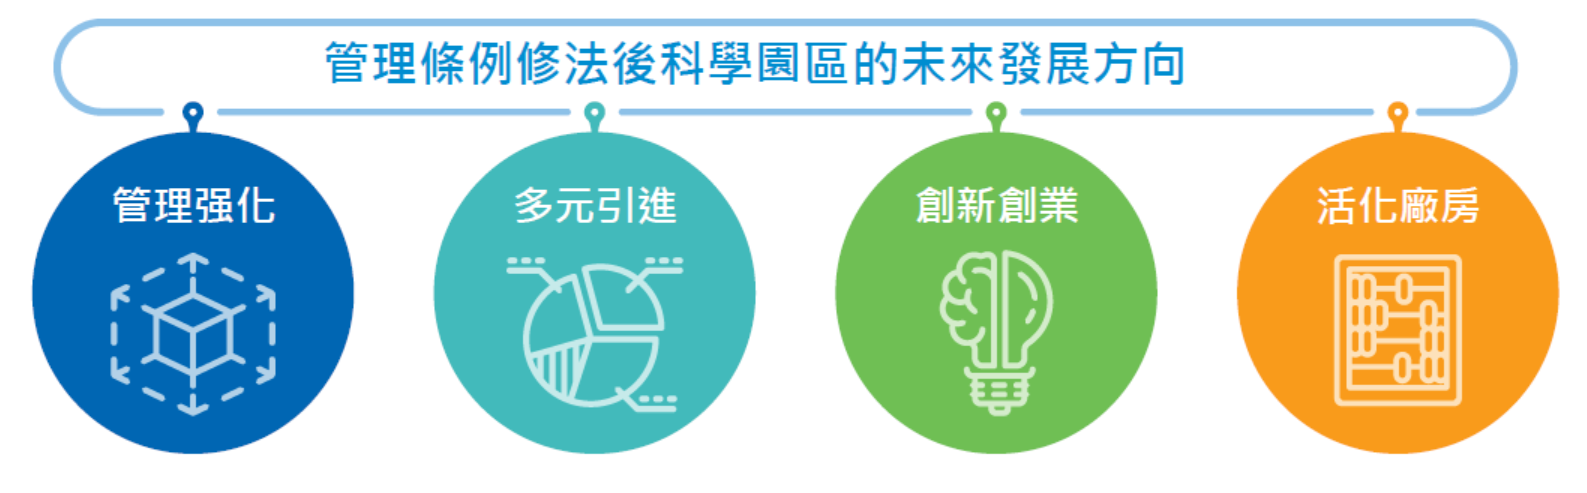 管理條例修法後科學園區的未來發展方向
管理强化
多元引進
創新創業
活化廠房